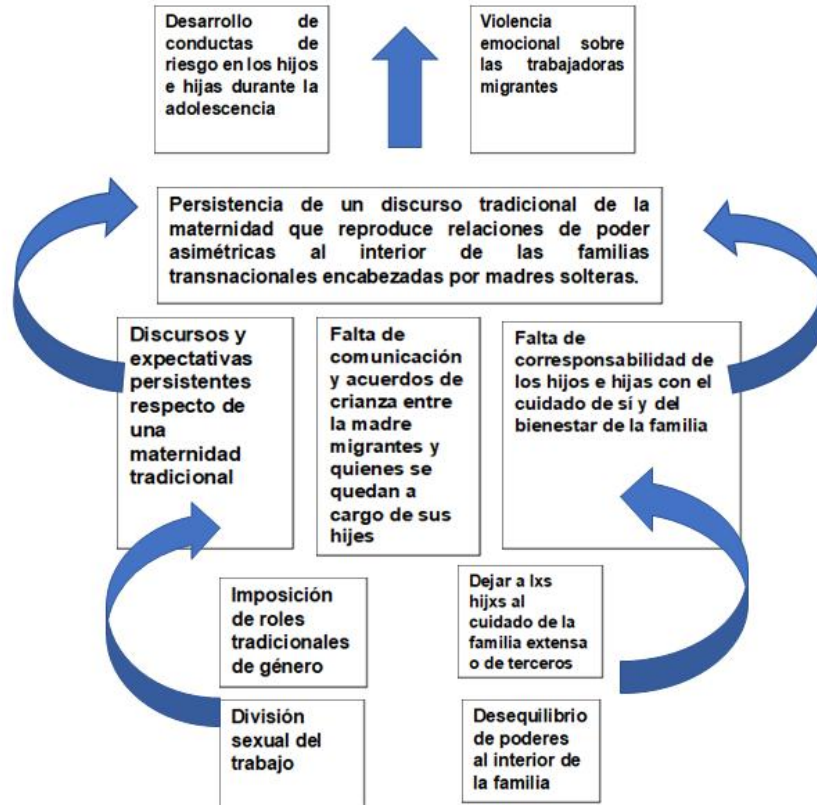 Desarrollo de
conductas de
riesgo en los hijos
e hijas durante la
adolescencia
Violencia
emocional sobre
las trabajadoras
migrantes
Persistencia de un discurso tradicional de la
maternidad que reproduce relaciones de poder
asimétricas al interior de las familias
transnacionales encabezadas por madres solteras.
Discursos y
expectativas
persistentes
respecto de
una
maternidad
tradicional
Falta de
comunicación
y acuerdos de
crianza entre
la madre
migrantes y
quienes se
quedan a
cargo de sus
hijes
Falta de
corresponsabilidad de
los hijos e hijas con el
cuidado de sí y del
bienestar de la familia
Imposición
de roles
tradicionales
de género
Dejar a lxs
hijxs al
cuidado de la
familia extensa
o de terceros
División
sexual del
trabajo
Desequilibrio
de poderes
al interior de
la familia